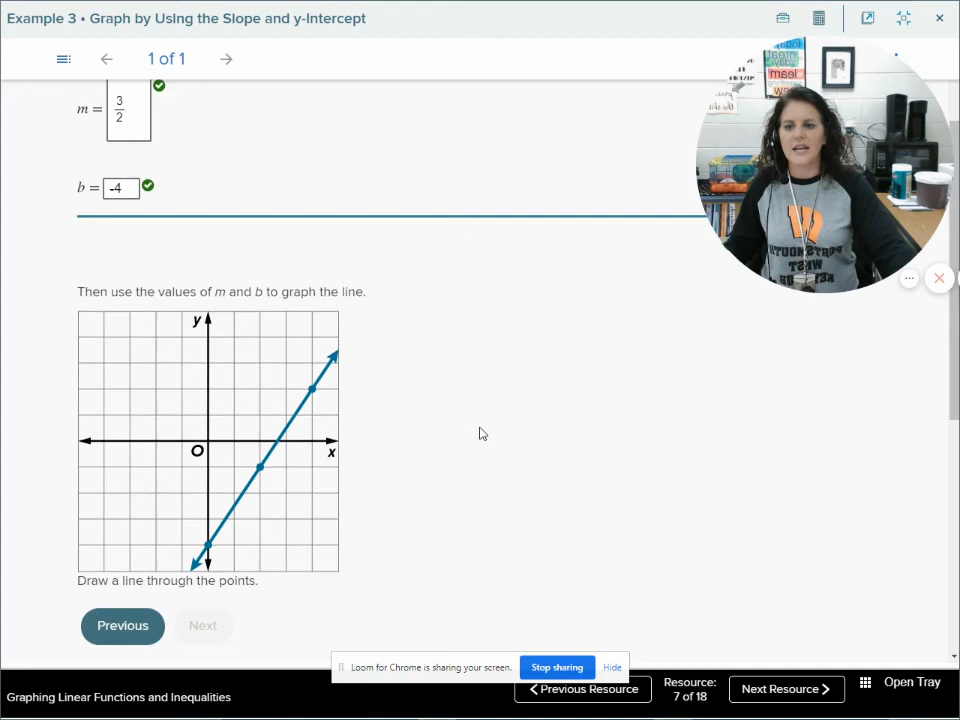 Example 3 • Graph by Using the Slope and y-Intercept
1 of 1
m = 3/2
b = -4
Then use the values of m and b to graph the line.
y
O
x
Draw a line through the points.
Previous
Next
Loom for Chrome is sharing your screen.
Stop sharing
Hide
Graphing Linear Functions and Inequalities
Previous Resource
Resource:
7 of 18
Next Resource
Open Tray
learn